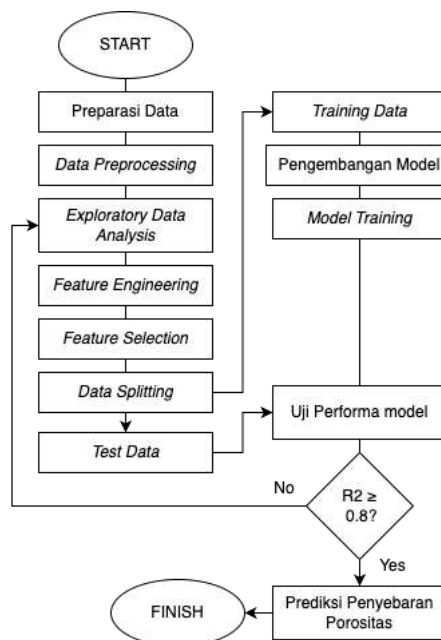 START
Preparasi Data
Data Preprocessing
Exploratory Data
Analysis
Feature Engineering
Feature Selection
Data Splitting
Test Data
Training Data
Pengembangan Model
Model Training
Uji Performa model
R2 ≥
0.8?
No
Yes
Prediksi Penyebaran
Porositas
FINISH